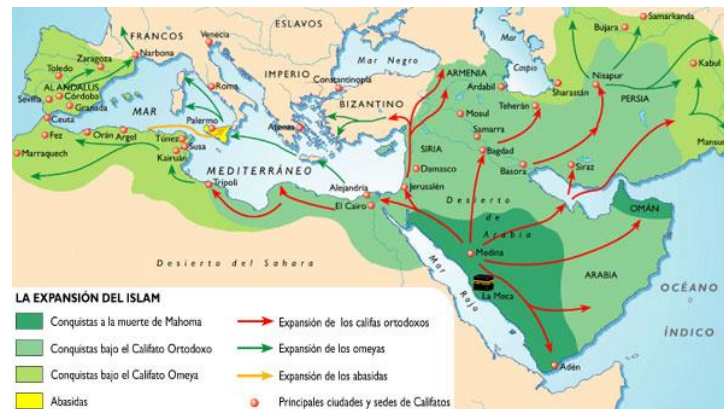 FRANCOS
ESLAVOS
Venecia
Narbona
Zaragoza
Toledo
AL ANDALUS
Córdoba
Sevilla
Granada
Ceuta
Fez
Marraquech
Orán
Argel
MAR
Roma
Palermo
Túnez
Susa
Kairuán
MEDITERRÁNEO
Trípoli
IMPERIO
BIZANTINO
Constantinopla
Atenas
Mar Negro
Mar
Caspio
ARMENIA
Ardabil
Mosul
Samarra
SIRIA
Bagdad
Damasco
Jerusalén
Alejandría
El Cairo
Teherán
Basora
Siraz
Sharastán
Nisapur
PERSIA
Bujara
Samarkanda
Kabul
Mansur
Desierto
de
Arabia
Medina
La Meca
Mar Rojo
OMÁN
ARABIA
Adén
OCÉANO
ÍNDICO
Desierto del Sahara
LA EXPANSIÓN DEL ISLAM
Conquistas a la muerte de Mahoma
Conquistas bajo el Califato Ortodoxo
Conquistas bajo el Califato Omeya
Abasidas
Expansión de los califas ortodoxos
Expansión de los omeyas
Expansión de los abasidas
Principales ciudades y sedes de Califatos